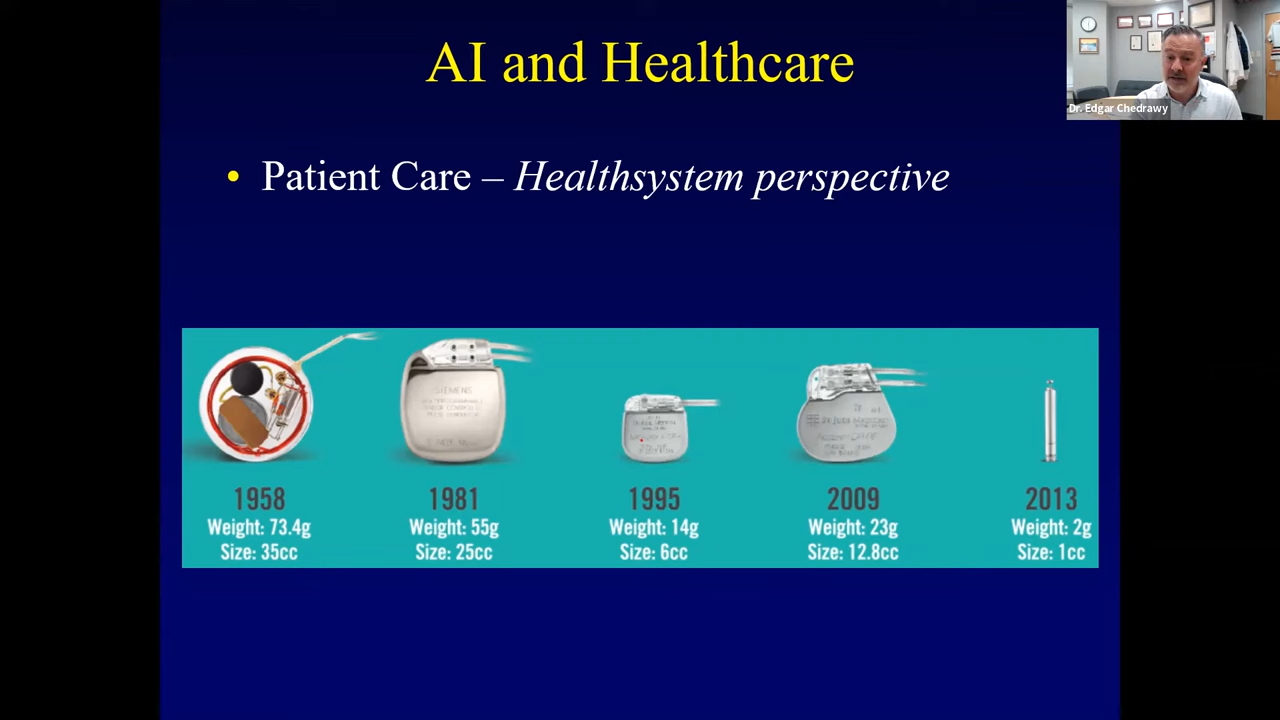 AI and Healthcare
Dr. Edgar Chedrawy
• Patient Care – Healthsystem perspective
SIEMENS
1958
Weight: 73.4g
Size: 35cc
1981
Weight: 55g
Size: 25cc
1995
Weight: 14g
Size: 6cc
2009
Weight: 23g
Size: 12.8cc
2013
Weight: 2g
Size: 1cc